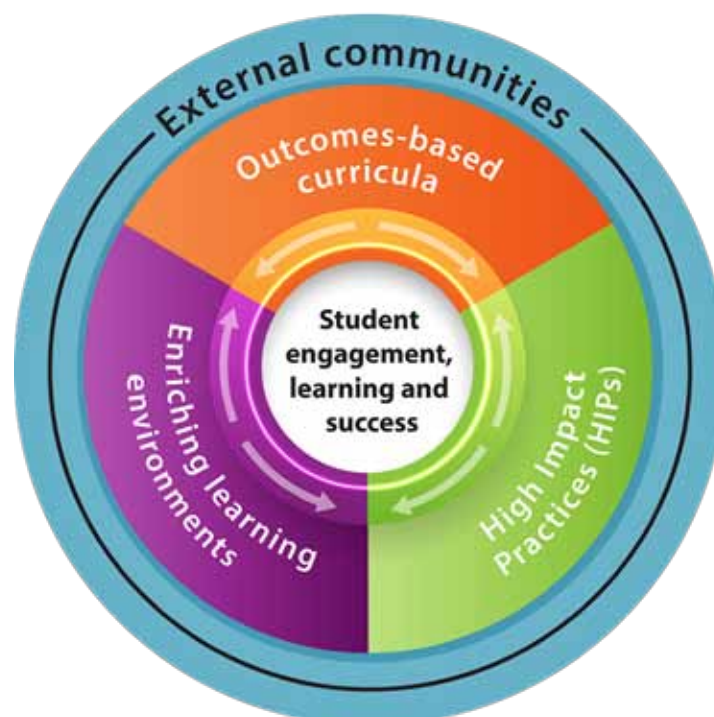 External communities
Outcomes-based
curricula
Student
engagement,
learning and
success
Enriching learning
environments
High Impact
Practices (HIPs)